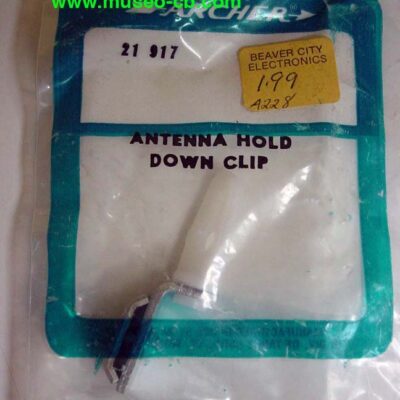 www.museo-cb.com
ARCHER
21 917
BEAVER CITY
ELECTRONICS
1.99
A228
ANTENNA HOLD
DOWN CLIP